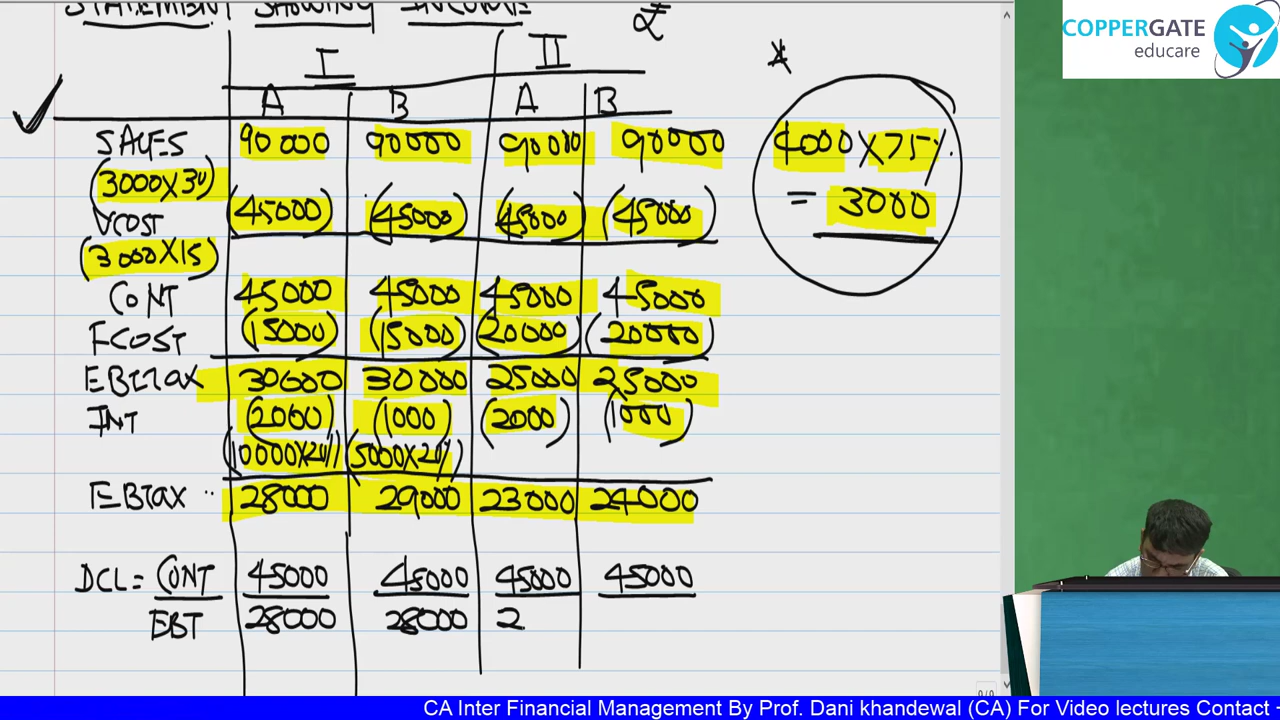 STATEMENT SHOWING INCOME ₹
I II
A B A B
SALES 90000 90000 90000 90000
(3000X30)
VCOST (45000) (45000) (45000) (45000)
(3000X15)
CONT 45000 45000 45000 45000
FCOST (15000) (15000) (20000) (20000)
EBITAX 30000 30000 25000 25000
INT (2000) (1000) (2000) (1000)
(10000X20%) (5000X20%)
EBTAX 28000 29000 23000 24000
DCL = CONT 45000 45000 45000 45000
EBT 28000 28000 2
*
4000X75%
= 3000
COPPERGATE
educare
CA Inter Financial Management By Prof. Dani khandewal (CA) For Video lectures Contact -